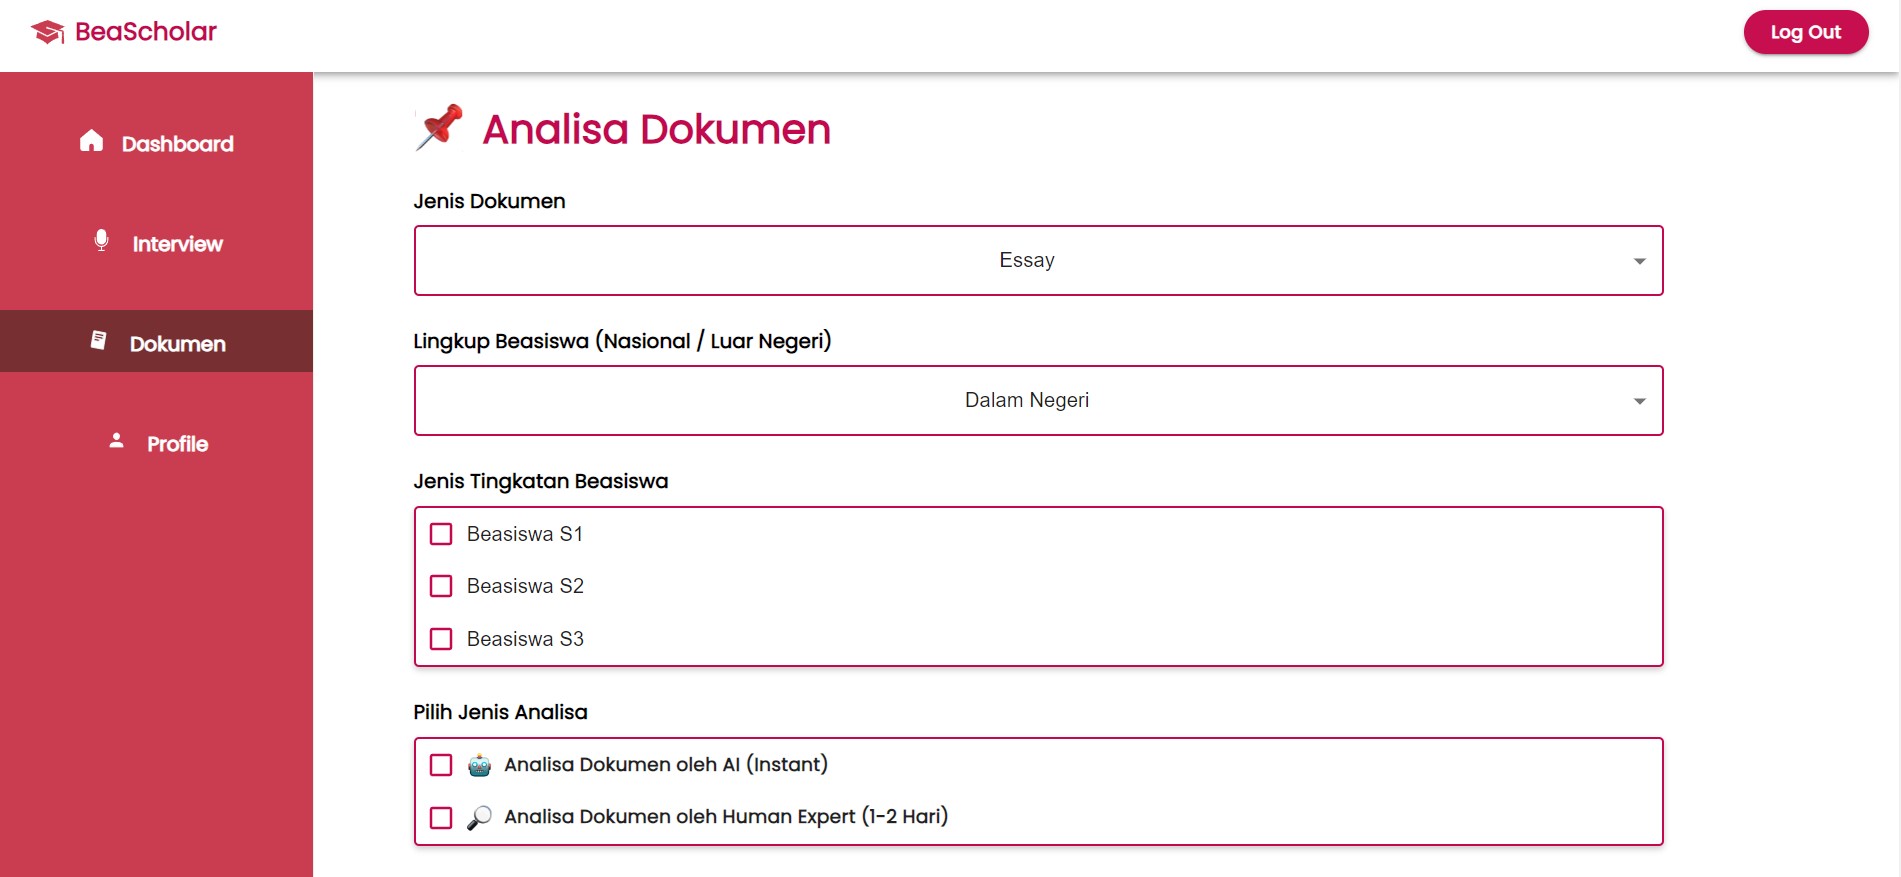 BeaScholar
Log Out
Dashboard
Interview
Dokumen
Profile
Analisa Dokumen
Jenis Dokumen
Essay
Lingkup Beasiswa (Nasional / Luar Negeri)
Dalam Negeri
Jenis Tingkatan Beasiswa
Beasiswa S1
Beasiswa S2
Beasiswa S3
Pilih Jenis Analisa
Analisa Dokumen oleh AI (Instant)
Analisa Dokumen oleh Human Expert (1-2 Hari)